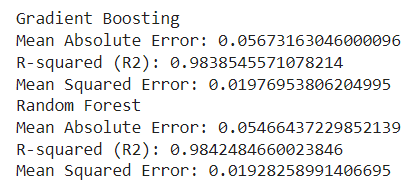 Gradient Boosting
Mean Absolute Error: 0.05673163046000096
R-squared (R2): 0.9838545571078214
Mean Squared Error: 0.01976953806204995
Random Forest
Mean Absolute Error: 0.05466437229852139
R-squared (R2): 0.9842484660023846
Mean Squared Error: 0.01928258991406695